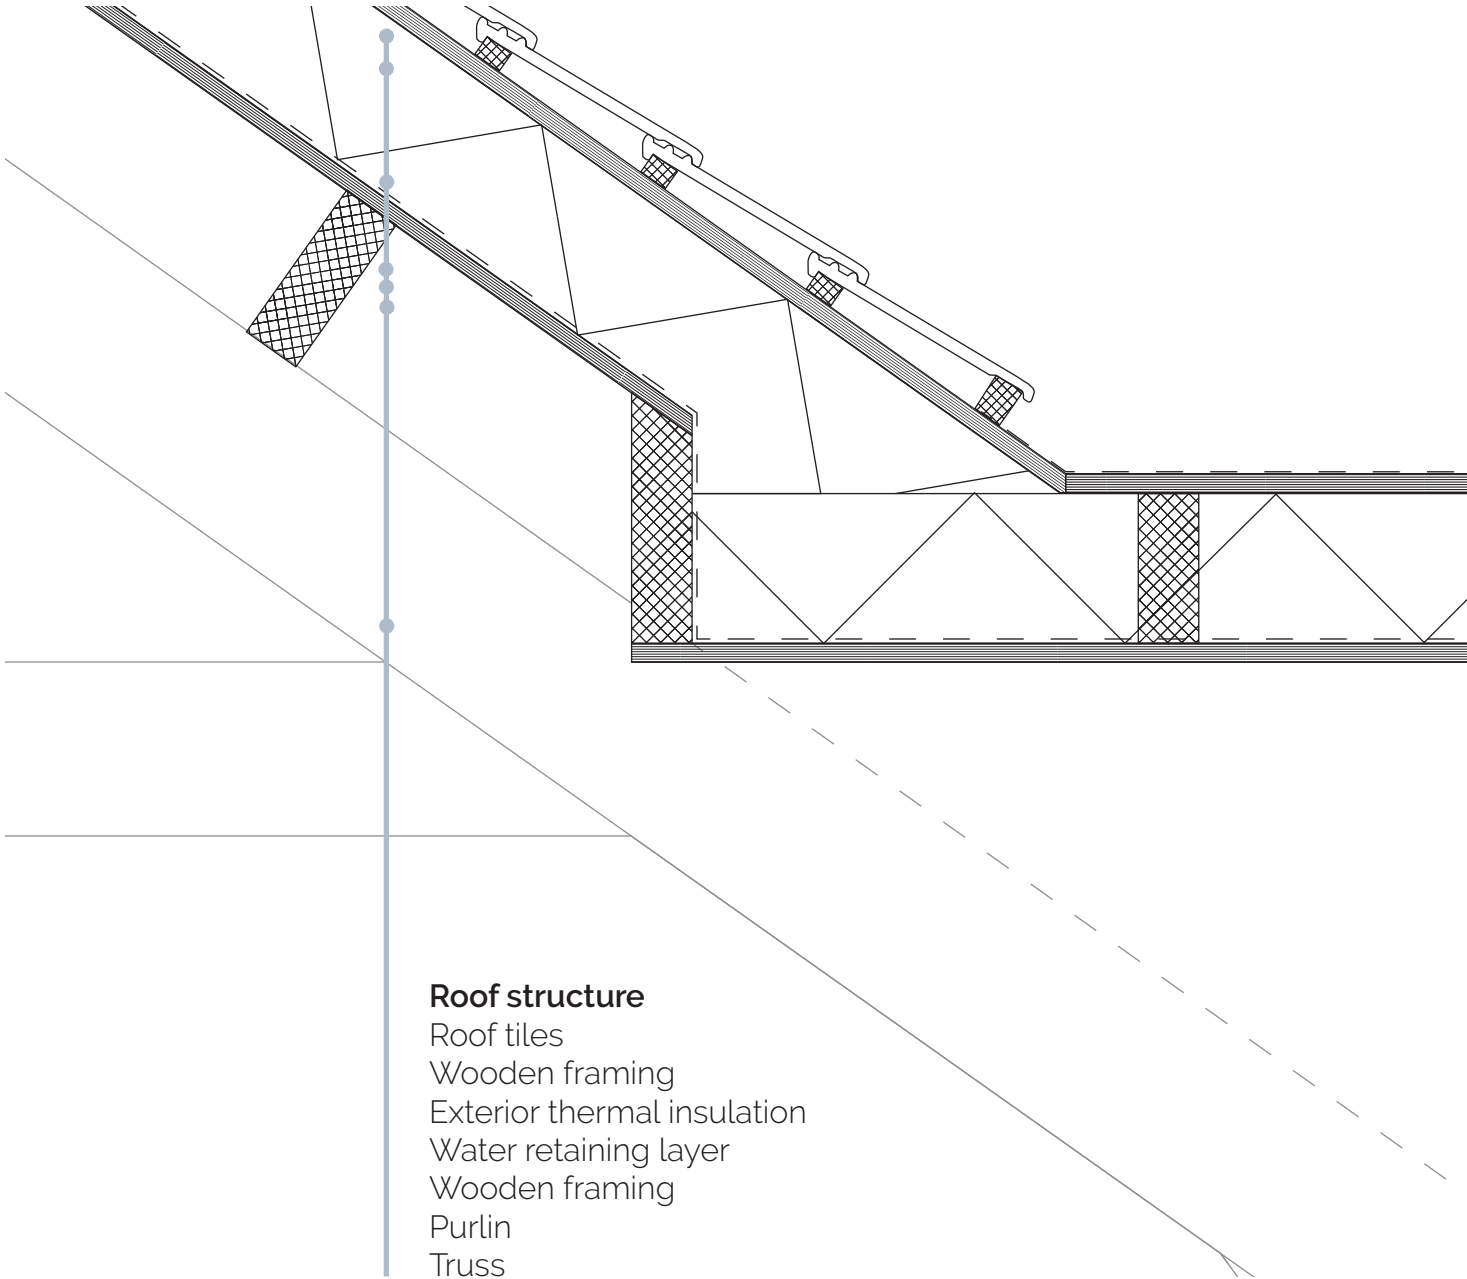 Roof structure
Roof tiles
Wooden framing
Exterior thermal insulation
Water retaining layer
Wooden framing
Purlin
Truss